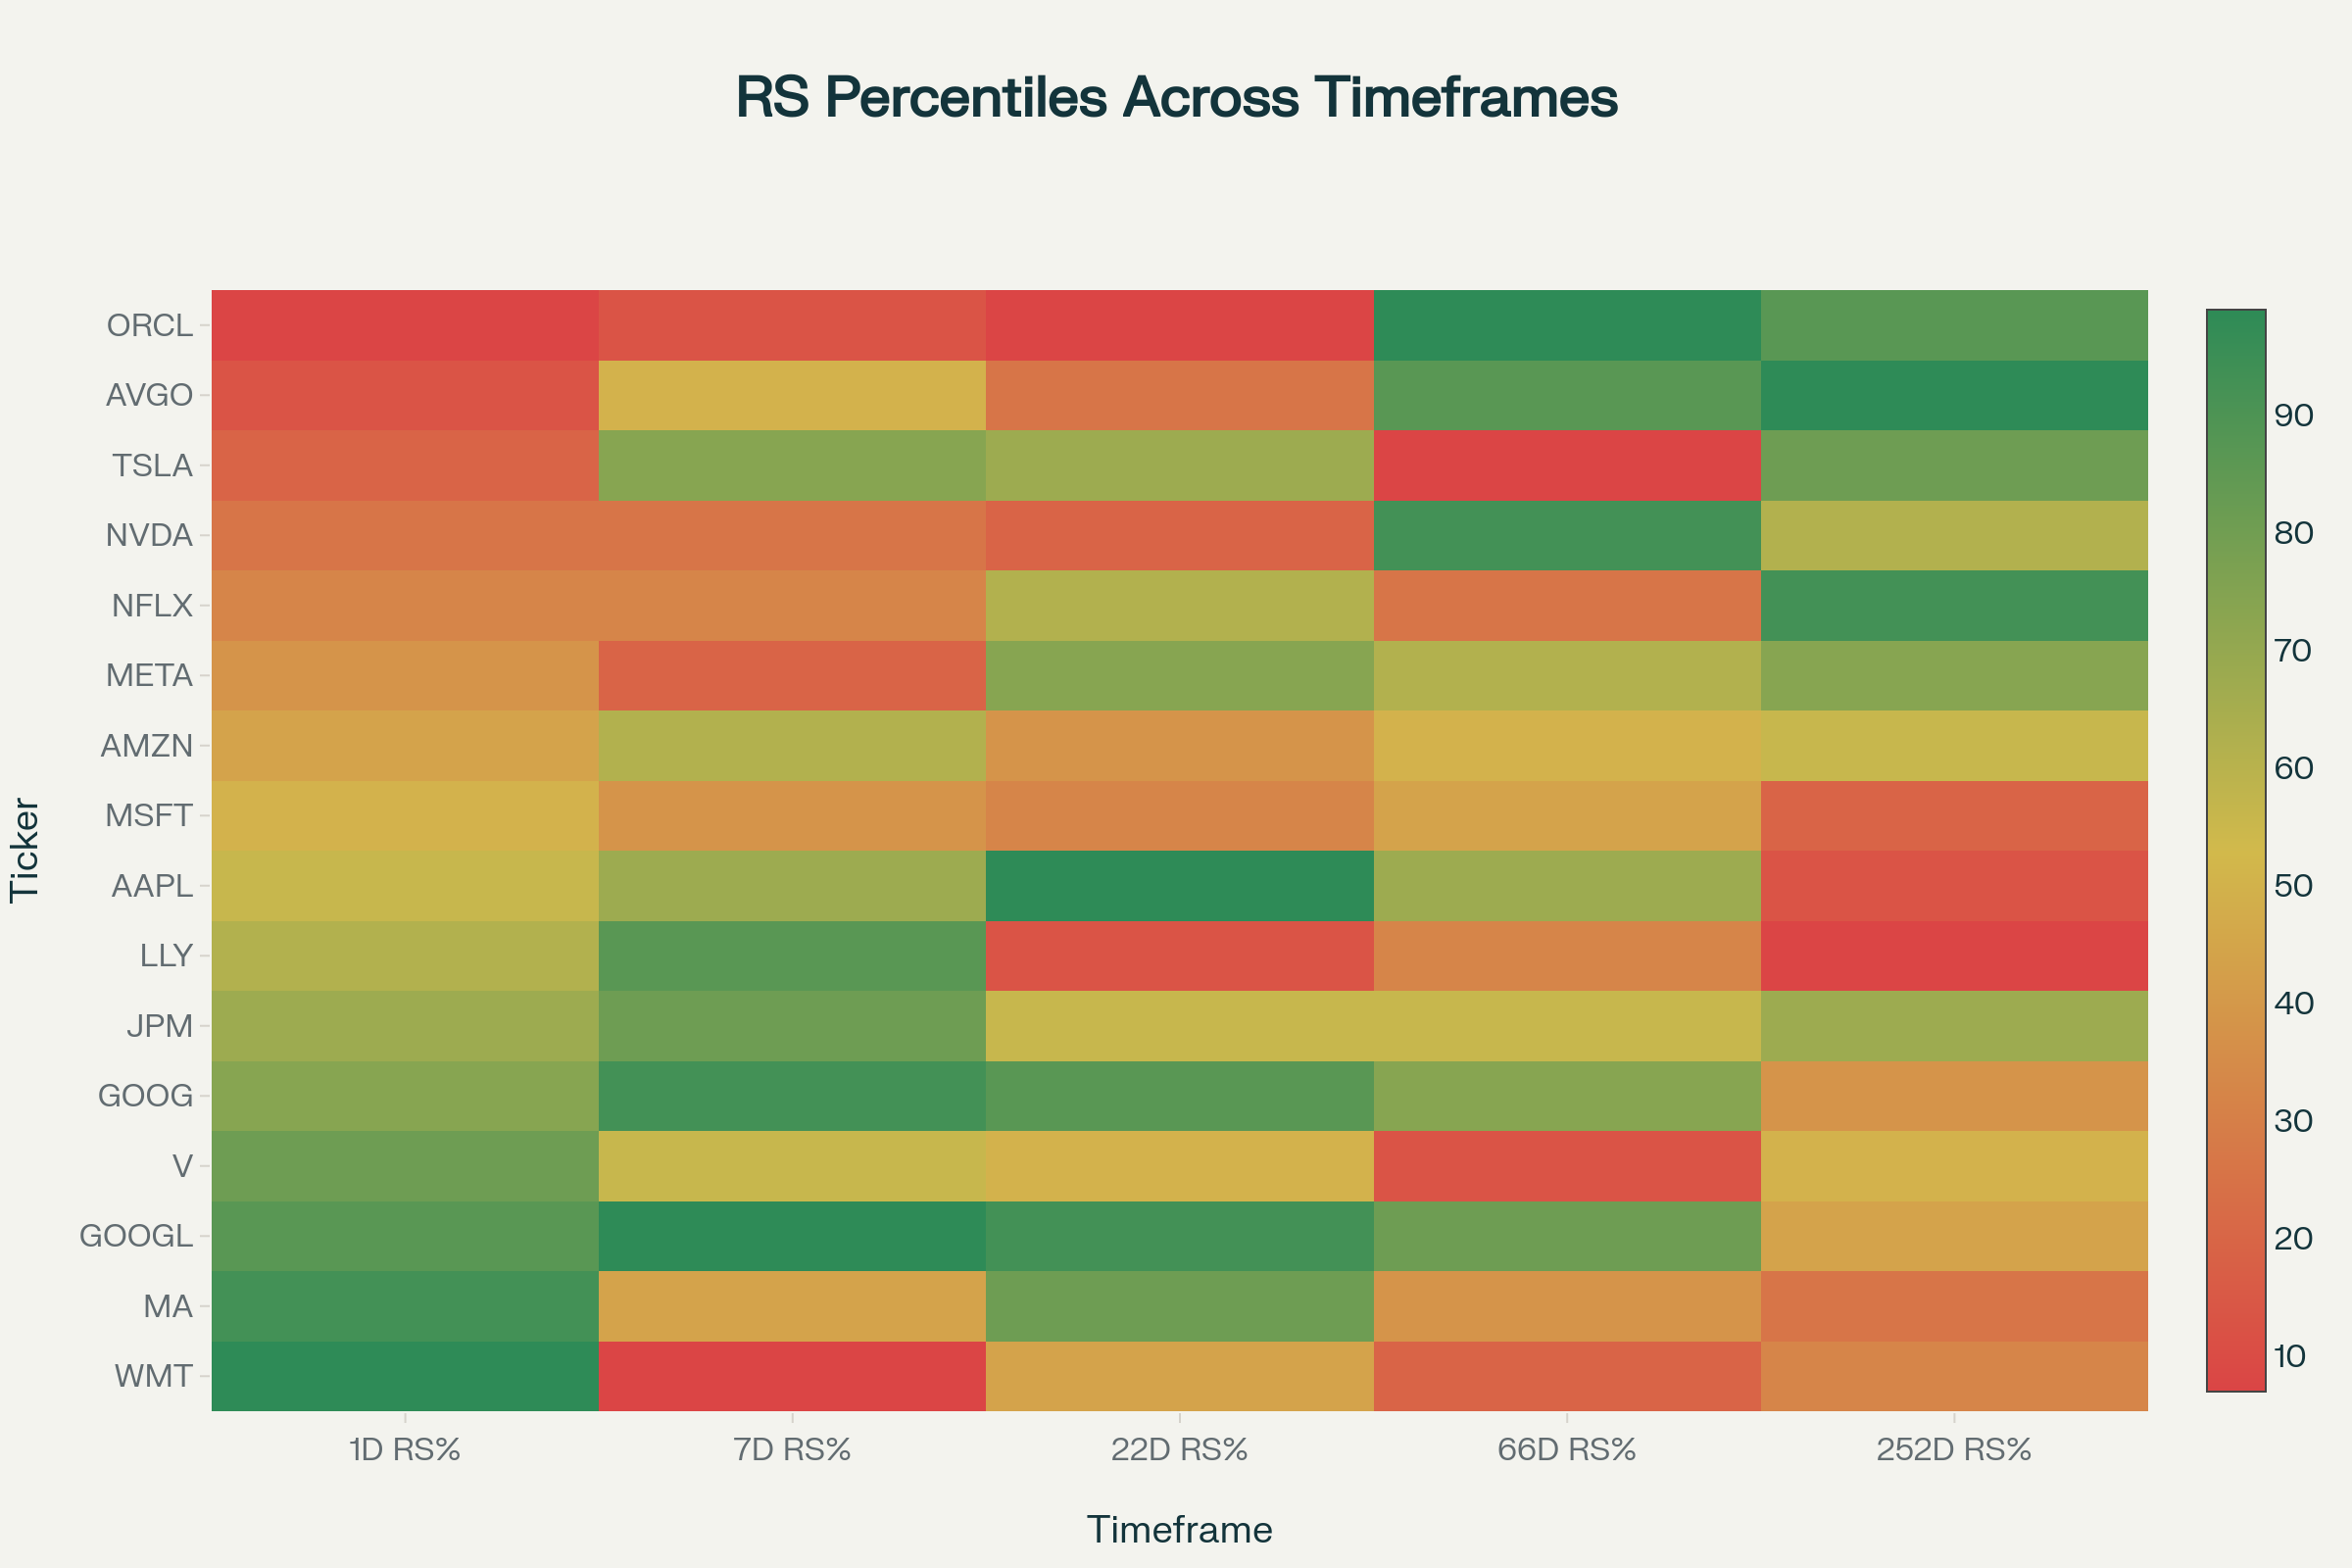 RS Percentiles Across Timeframes
Ticker
ORCL
AVGO
TSLA
NVDA
NFLX
META
AMZN
MSFT
AAPL
LLY
JPM
GOOG
V
GOOGL
MA
WMT
1D RS%
7D RS%
22D RS%
66D RS%
252D RS%
Timeframe
90
80
70
60
50
40
30
20
10